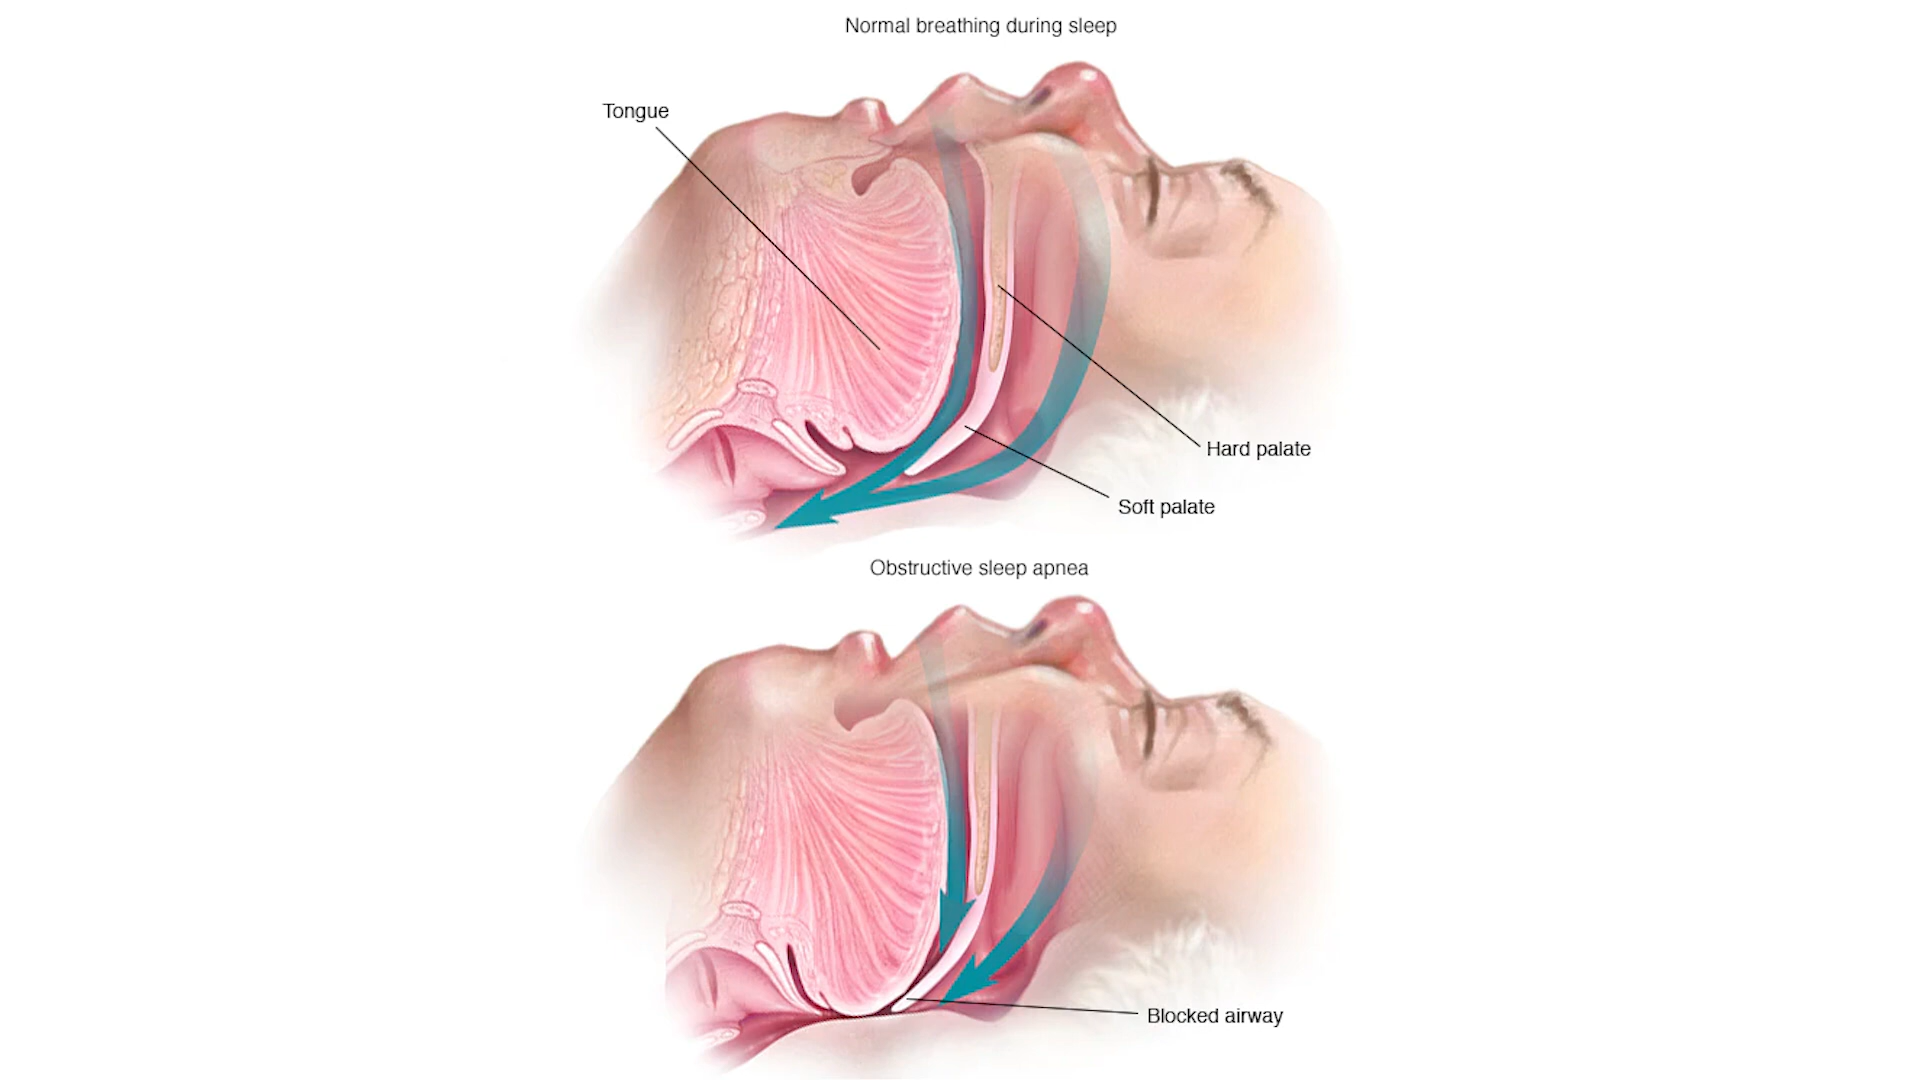 Normal breathing during sleep
Tongue
Hard palate
Soft palate
Obstructive sleep apnea
Blocked airway